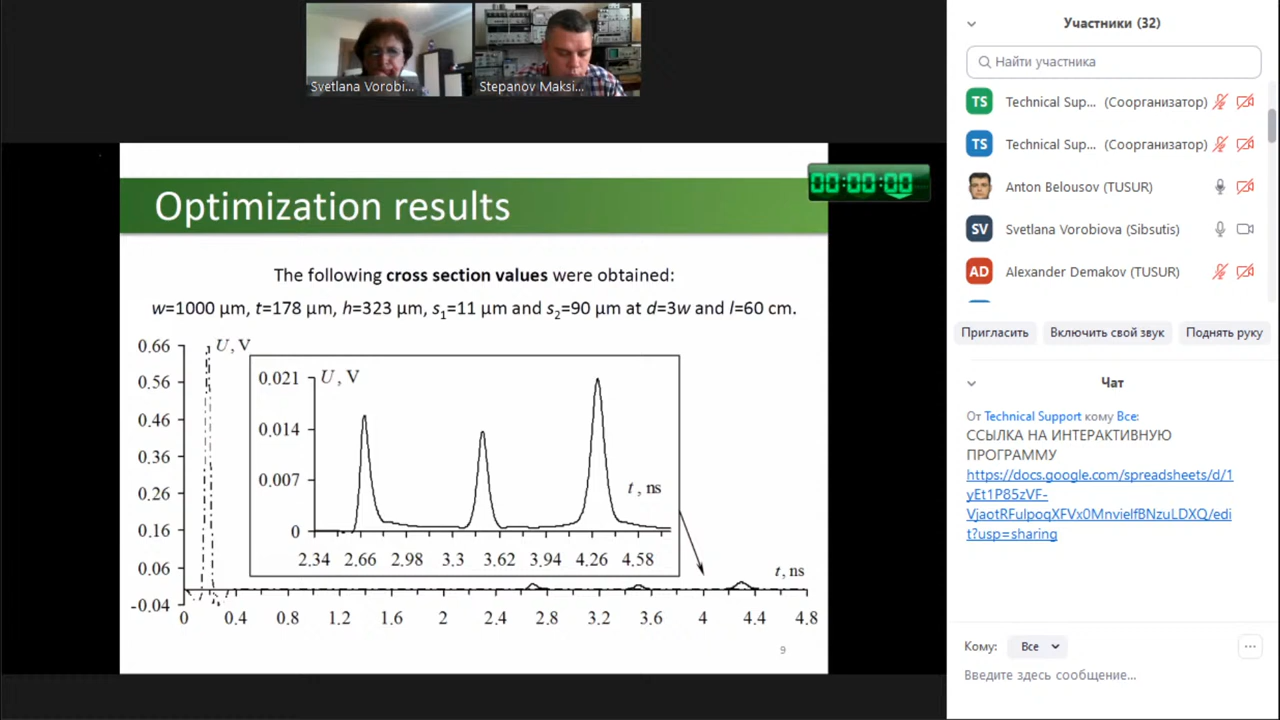 Svetlana Vorobi...
Stepanov Maksi...
00:00:00
Optimization results
The following cross section values were obtained:
w=1000 μm, t=178 μm, h=323 μm, s₁=11 μm and s₂=90 μm at d=3w and l=60 cm.
0.66
U, V
0.56
0.46
0.36
0.26
0.16
0.06
-0.04
0.021
U, V
0.014
0.007
0
t, ns
2.34 2.66 2.98 3.3 3.62 3.94 4.26 4.58
t, ns
0 0.4 0.8 1.2 1.6 2 2.4 2.8 3.2 3.6 4 4.4 4.8
9
Участники (32)
Найти участника
TS Technical Sup... (Соорганизатор)
TS Technical Sup... (Соорганизатор)
Anton Belousov (TUSUR)
SV Svetlana Vorobiova (Sibsutis)
AD Alexander Demakov (TUSUR)
Пригласить Включить свой звук Поднять руку
Чат
От Technical Support кому Все:
ССЫЛКА НА ИНТЕРАКТИВНУЮ
ПРОГРАММУ
https://docs.google.com/spreadsheets/d/1
yEt1P85zVF-
VjaotRFulpoqXFVx0MnvielfBNzuLDXQ/edi
t?usp=sharing
Кому: Все ...
Введите здесь сообщение...